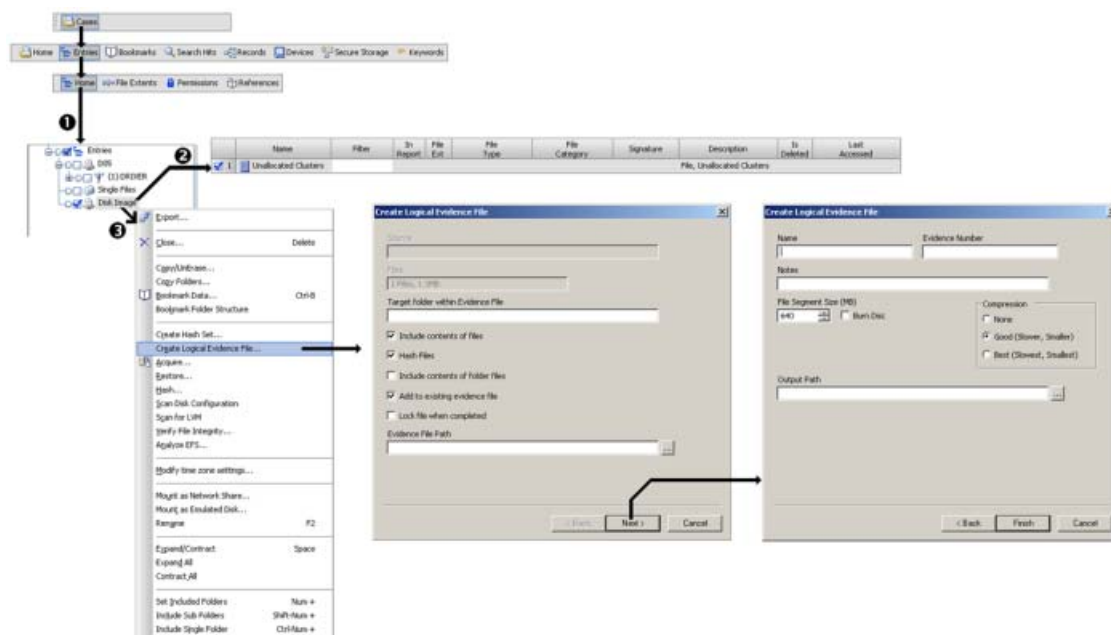 Cases
Home Entries Bookmarks Search Hits Records Devices Secure Storage Keywords
Home File Extents Permissions References
1
Entries
DOS
Single Files
Disk Image
2
3
Name Filter In Report File Ext File Type File Category Signature Description Is Deleted Last Accessed
1 Unallocated Clusters File, Unallocated Clusters
Export...
Close... Delete
Copy/UnErase...
Copy Folders...
Bookmark Data... Ctrl-B
Bookmark Folder Structure
Create Hash Set...
Create Logical Evidence File...
Acquire...
Restore...
Hash...
Scan Disk Configuration
Scan for LVM
Verify File Integrity...
Analyze EFS...
Modify time zone settings...
Mount as Network Share...
Mount as Emulated Disk...
Rename F2
Expand/Contract Space
Expand All
Contract All
Set Included Folders Num +
Include Sub Folders Shift-Num +
Include Single Folder Ctrl-Num +
Create Logical Evidence File
Source
Files
Target folder within Evidence File
Include contents of files
Hash Files
Include contents of folder files
Add to existing evidence file
Lock file when completed
Evidence File Path
...
< Back Next > Cancel
Create Logical Evidence File
Name Evidence Number
Notes
File Segment Size (MB)
640 Burn Disc
Compression
None
Good (Slower, Smaller)
Best (Slowest, Smallest)
Output Path
...
< Back Finish Cancel